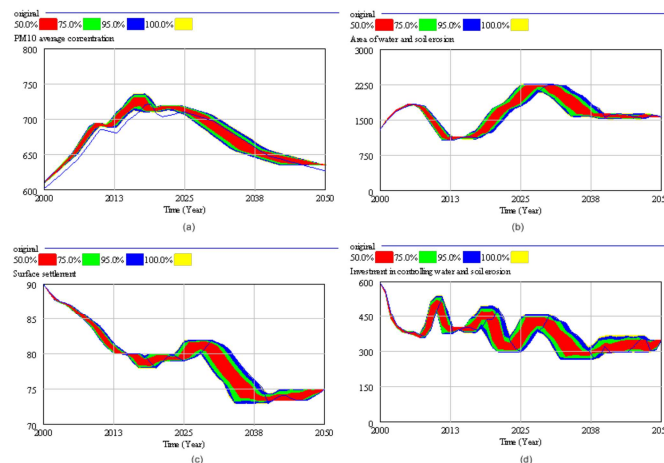 original
50.0% 75.0% 95.0% 100.0%
PM10 average concentration
800
750
700
650
600
2000 2013 2025 2038 2050
Time (Year)
(a)
original
50.0% 75.0% 95.0% 100.0%
Area of water and soil erosion
3000
2250
1500
750
0
2000 2013 2025 2038 2050
Time (Year)
(b)
original
50.0% 75.0% 95.0% 100.0%
Surface settlement
90
85
80
75
70
2000 2013 2025 2038 2050
Time (Year)
(c)
original
50.0% 75.0% 95.0% 100.0%
Investment in controlling water and soil erosion
600
450
300
150
0
2000 2013 2025 2038 2050
Time (Year)
(d)